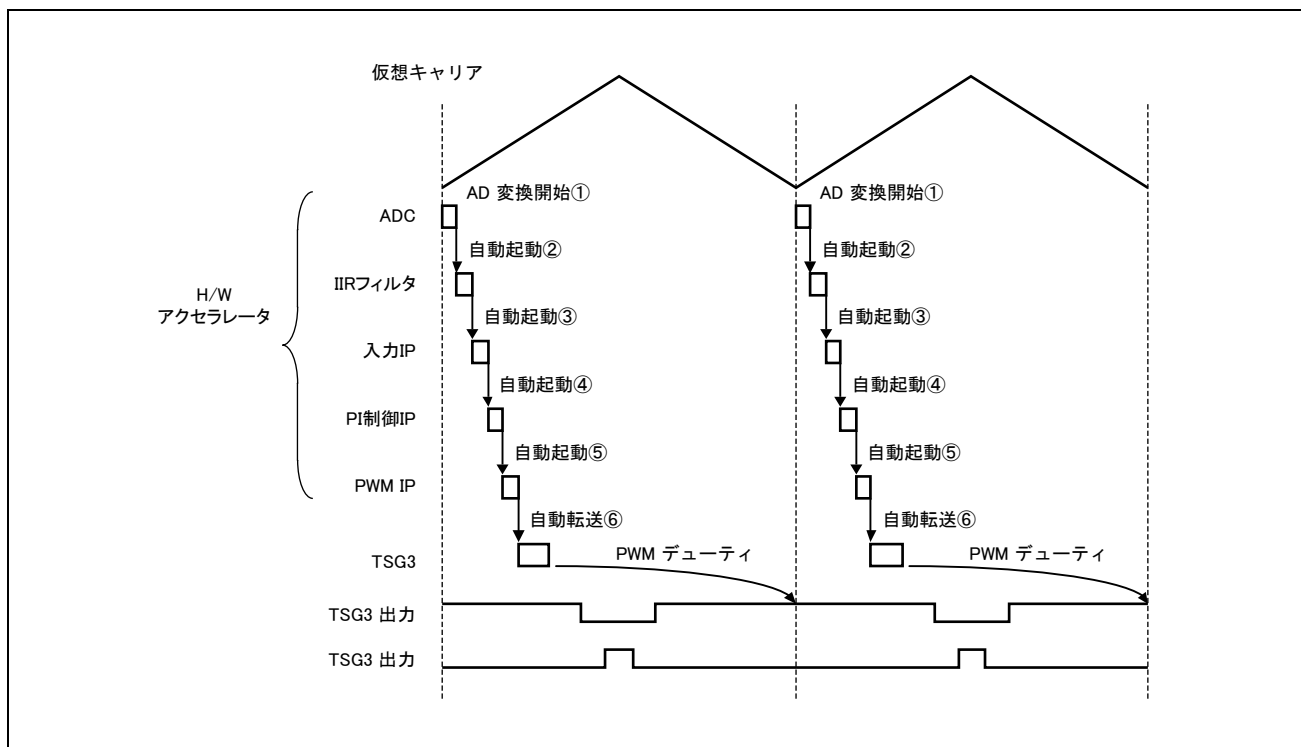 仮想キャリア
AD 変換開始① AD 変換開始①
ADC
自動起動② 自動起動②
IIRフィルタ
H/W
アクセラレータ
自動起動③ 自動起動③
入力IP
自動起動④ 自動起動④
PI制御IP
自動起動⑤ 自動起動⑤
PWM IP
自動転送⑥ 自動転送⑥
TSG3
PWM デューティ PWM デューティ
TSG3 出力
TSG3 出力